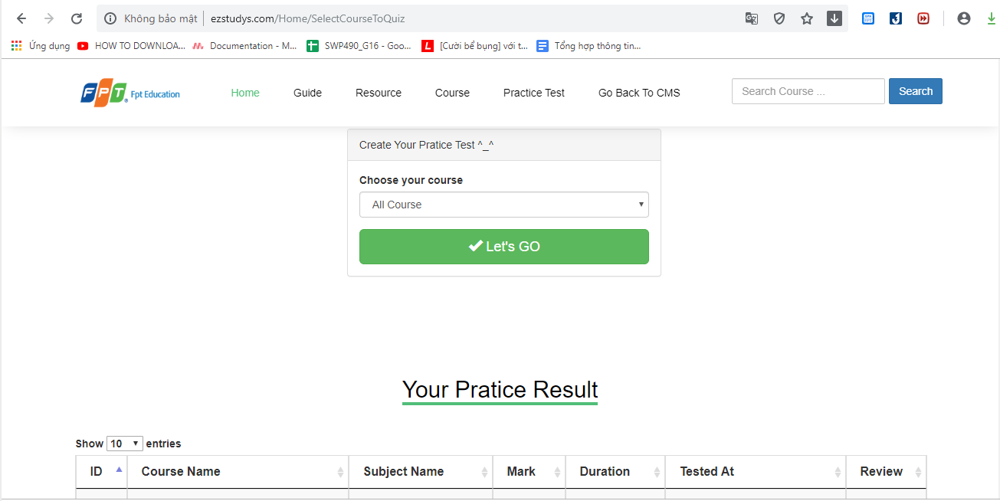 Không bảo mật ezstudys.com/Home/SelectCourseToQuiz
Ứng dụng HOW TO DOWNLOA... Documentation - M... SWP490_G16 - Goo... L [Cười bể bụng] với t... Tổng hợp thông tin...
FPT Fpt Education Home Guide Resource Course Practice Test Go Back To CMS Search Course ... Search
Create Your Pratice Test ^_^
Choose your course
All Course
Let's GO
Your Pratice Result
Show 10 entries
ID Course Name Subject Name Mark Duration Tested At Review